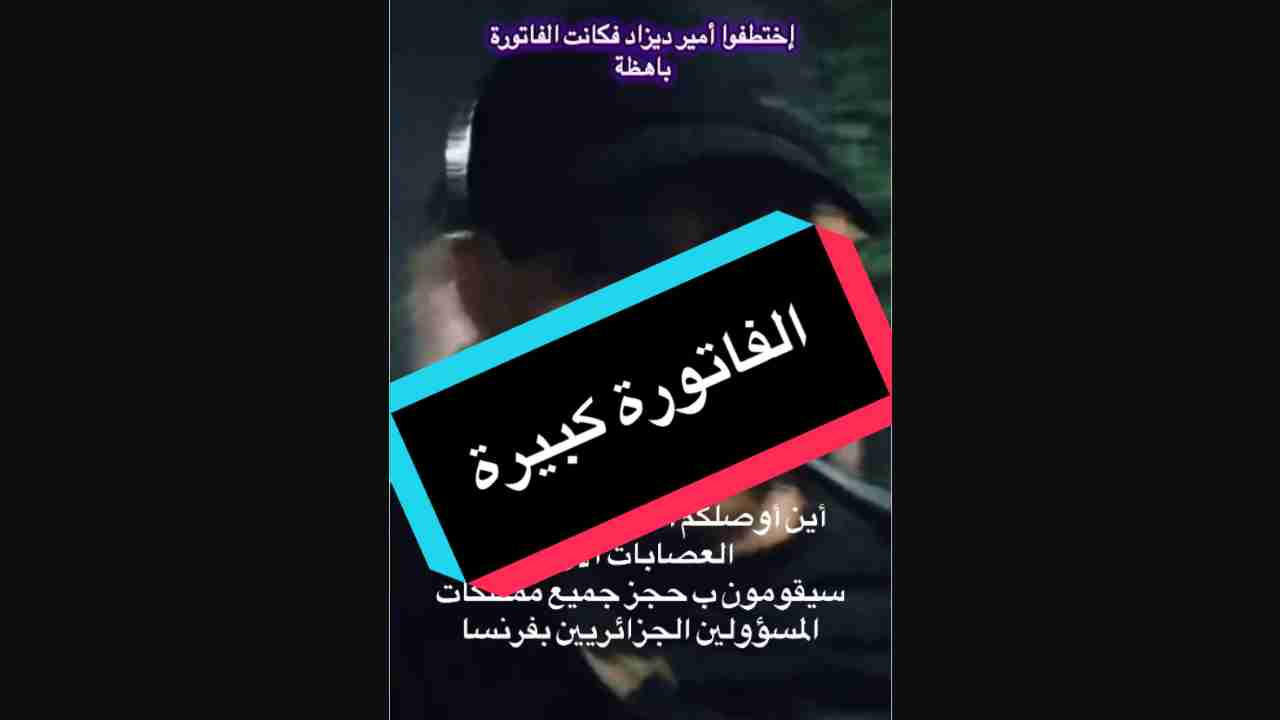 إختطفوا أمير ديزاد فكانت الفاتورة
باهظة
الفاتورة كبيرة
أين أوصلكم
العصابات
سيقومون ب حجز جميع
المسؤولين الجزائريين بفرنسا